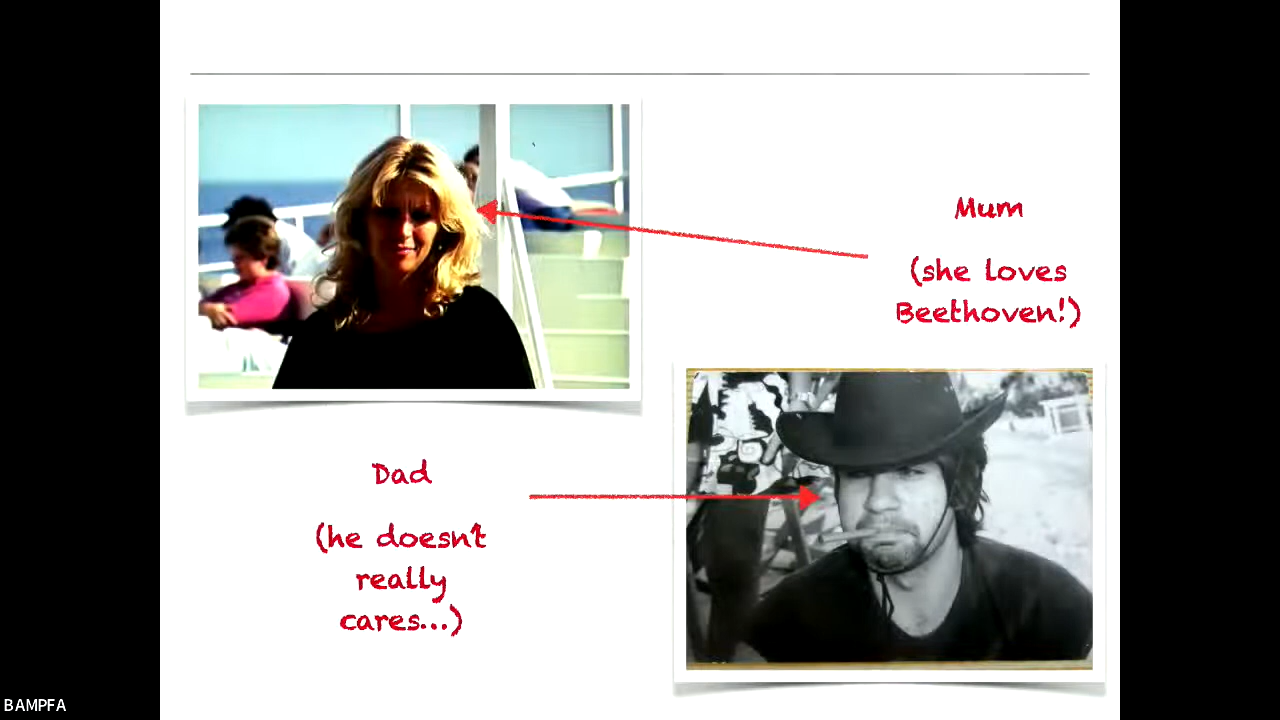 Mum
(she loves
Beethoven!)
Dad
(he doesn't
really
cares...)
BAMPFA